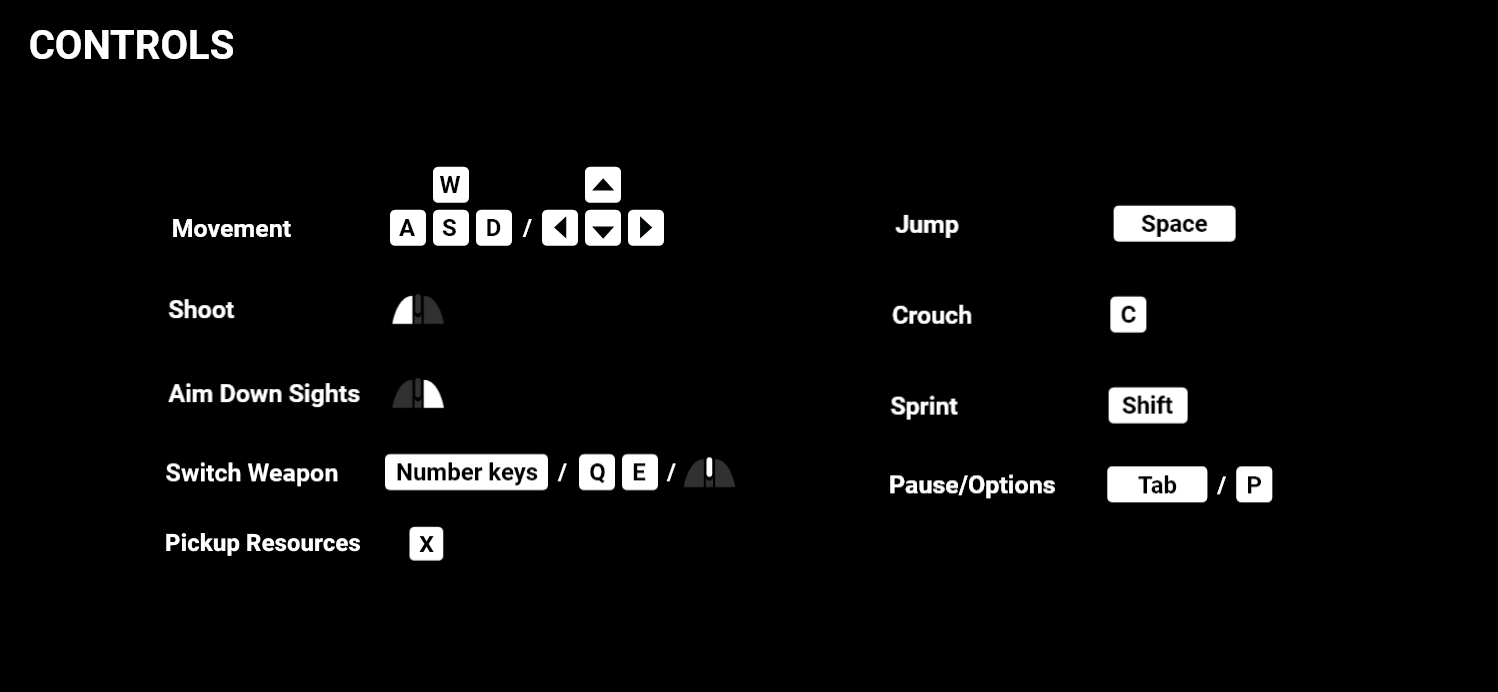 CONTROLS
W
Movement A S D /
Jump Space
Shoot
Crouch C
Aim Down Sights
Sprint Shift
Switch Weapon Number keys / Q E /
Pause/Options Tab / P
Pickup Resources X